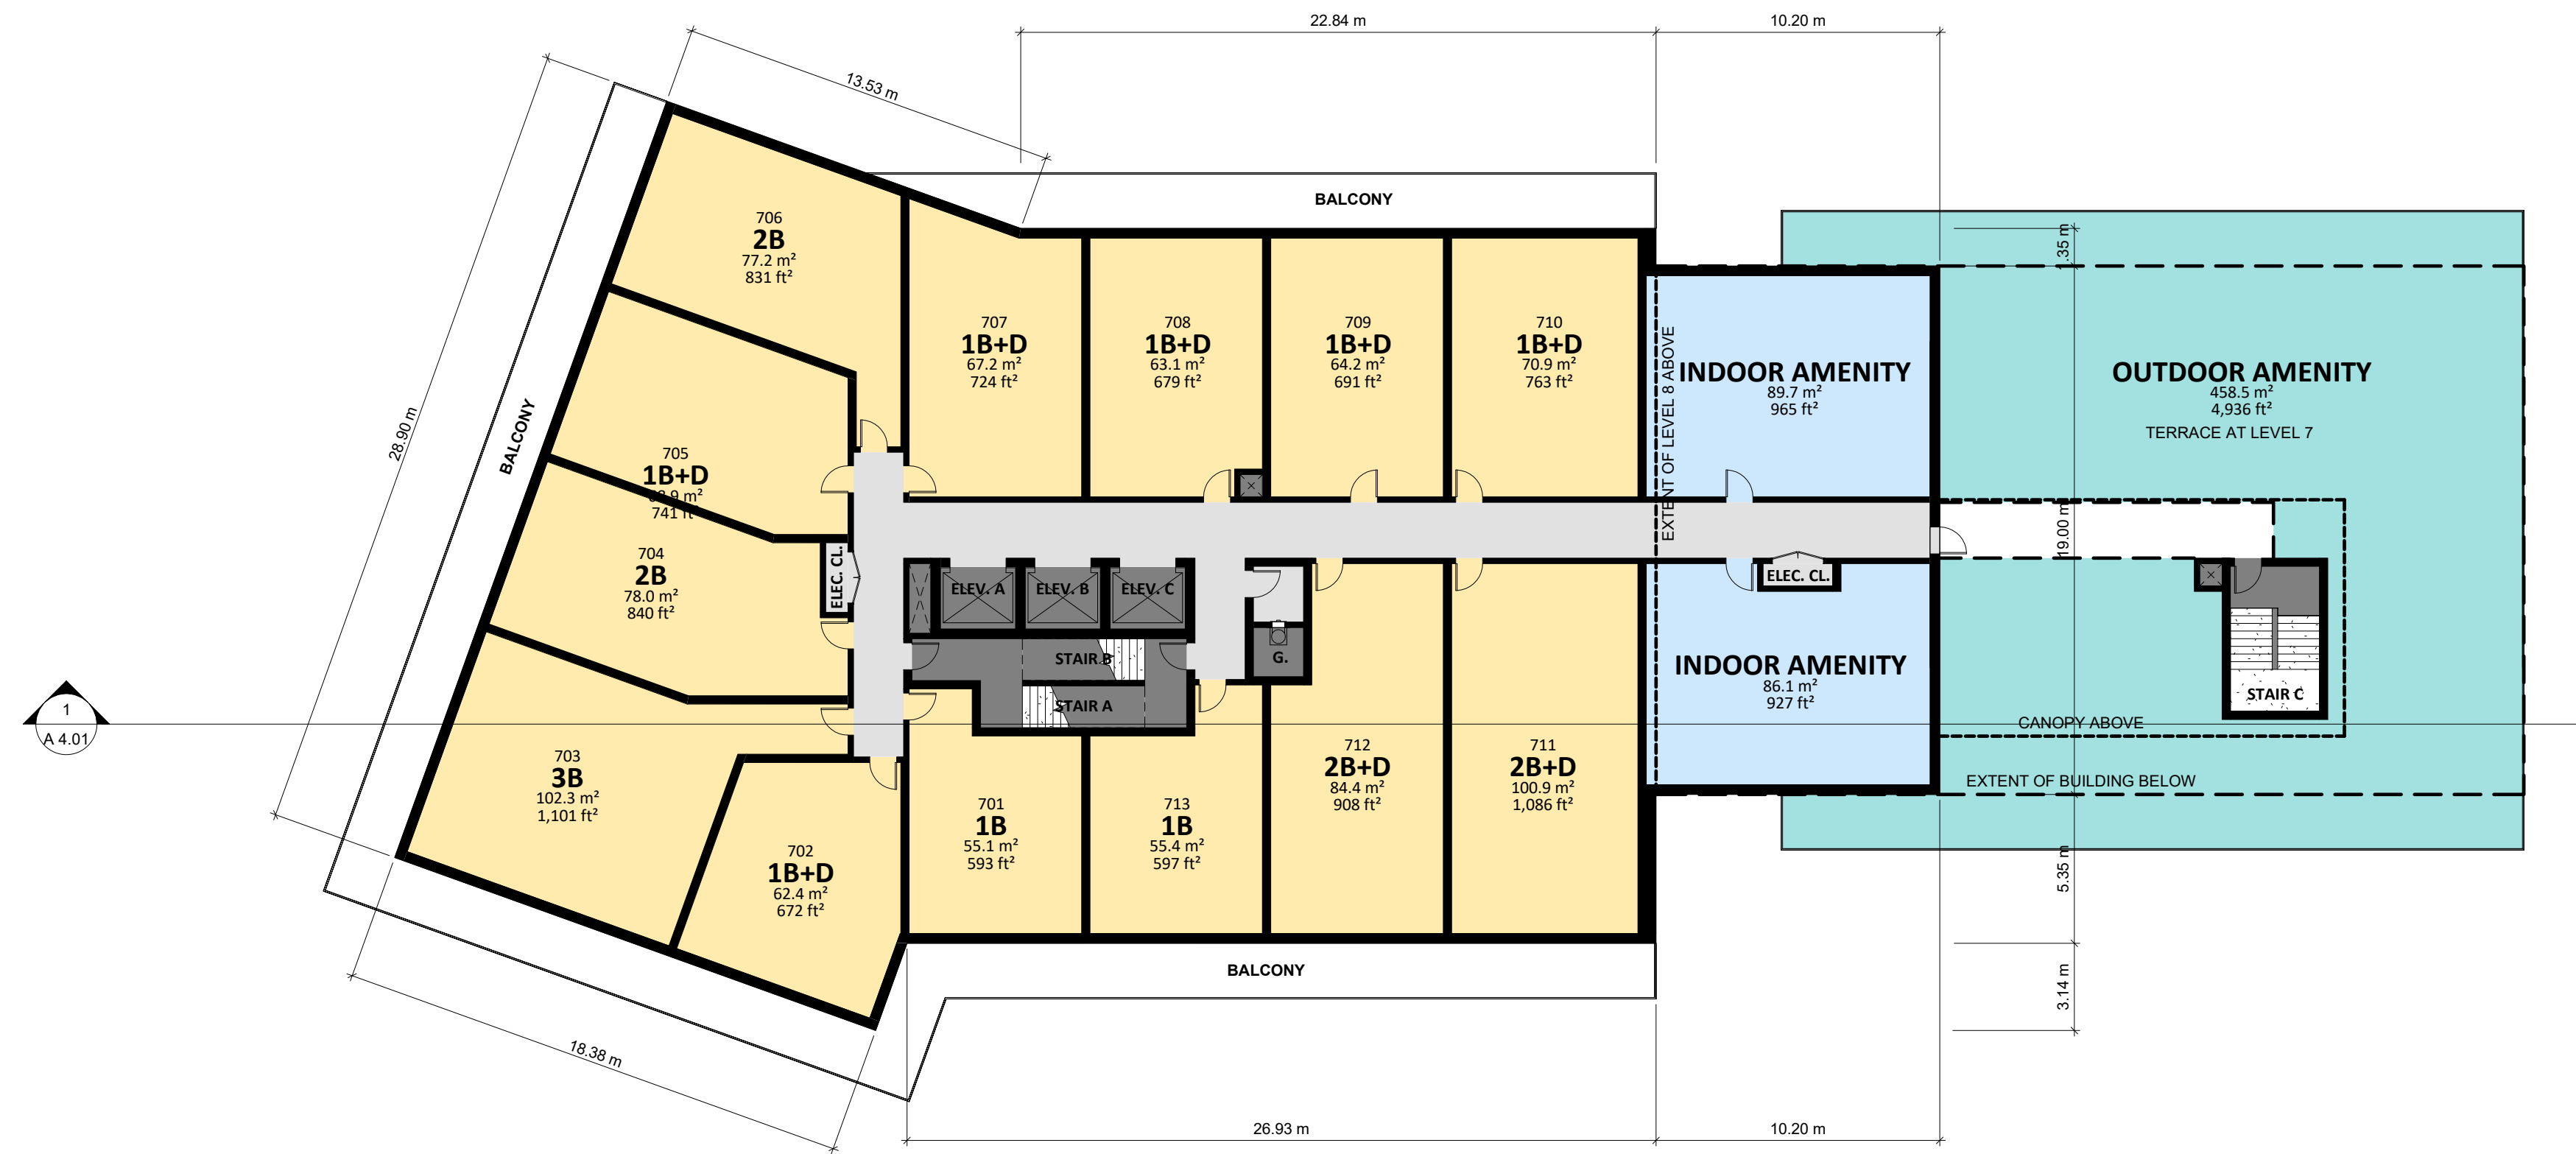 22.84 m
10.20 m
13.53 m
28.90 m
18.38 m
BALCONY
BALCONY
BALCONY
706
2B
77.2 m²
831 ft²
707
1B+D
67.2 m²
724 ft²
708
1B+D
63.1 m²
679 ft²
709
1B+D
64.2 m²
691 ft²
710
1B+D
70.9 m²
763 ft²
EXTENT OF LEVEL 8 ABOVE
INDOOR AMENITY
89.7 m²
965 ft²
OUTDOOR AMENITY
458.5 m²
4,936 ft²
TERRACE AT LEVEL 7
705
1B+D
741 ft²
704
2B
78.0 m²
840 ft²
ELEC. CL.
ELEV. A
ELEV. B
ELEV. C
STAIR B
STAIR A
G.
ELEC. CL.
INDOOR AMENITY
86.1 m²
927 ft²
STAIR C
CANOPY ABOVE
EXTENT OF BUILDING BELOW
1
A 4.01
703
3B
102.3 m²
1,101 ft²
702
1B+D
62.4 m²
672 ft²
701
1B
55.1 m²
593 ft²
713
1B
55.4 m²
597 ft²
712
2B+D
84.4 m²
908 ft²
711
2B+D
100.9 m²
1,086 ft²
19.00 m
5.35 m
3.14 m
26.93 m
10.20 m